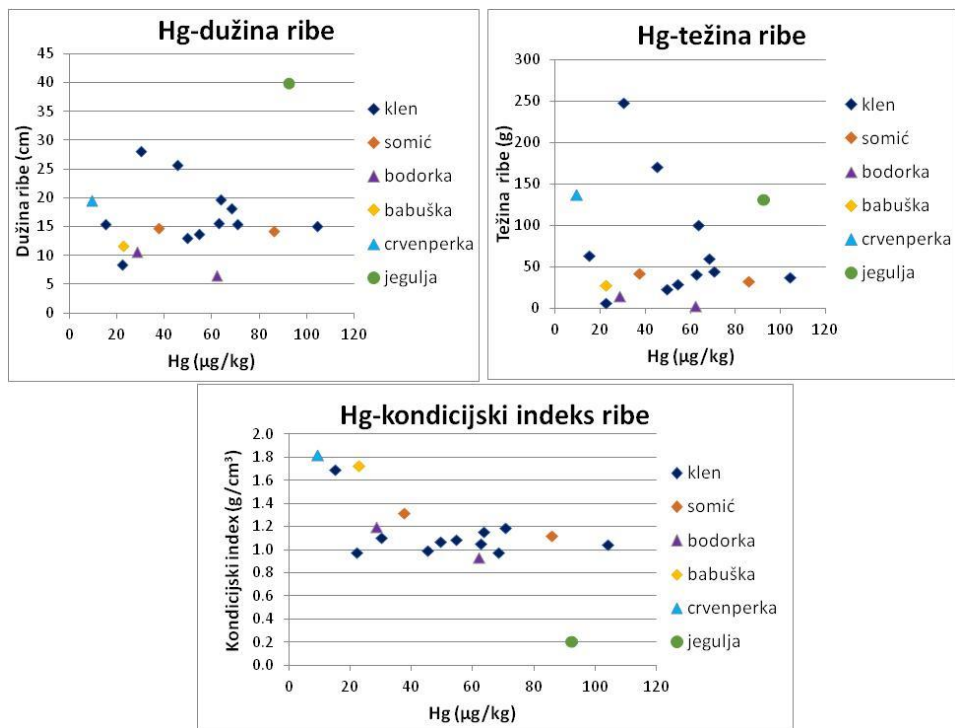 Hg-dužina ribe
45
40
35
30
25
20
15
10
5
0
Dužina ribe (cm)
0 20 40 60 80 100 120
Hg (µg/kg)
klen
somić
bodorka
babuška
crvenperka
jegulja
Hg-težina ribe
300
250
200
150
100
50
0
Težina ribe (g)
0 20 40 60 80 100 120
Hg (µg/kg)
klen
somić
bodorka
babuška
crvenperka
jegulja
Hg-kondicijski indeks ribe
2.0
1.8
1.6
1.4
1.2
1.0
0.8
0.6
0.4
0.2
0.0
Kondicijski index (g/cm³)
0 20 40 60 80 100 120
Hg (µg/kg)
klen
somić
bodorka
babuška
crvenperka
jegulja